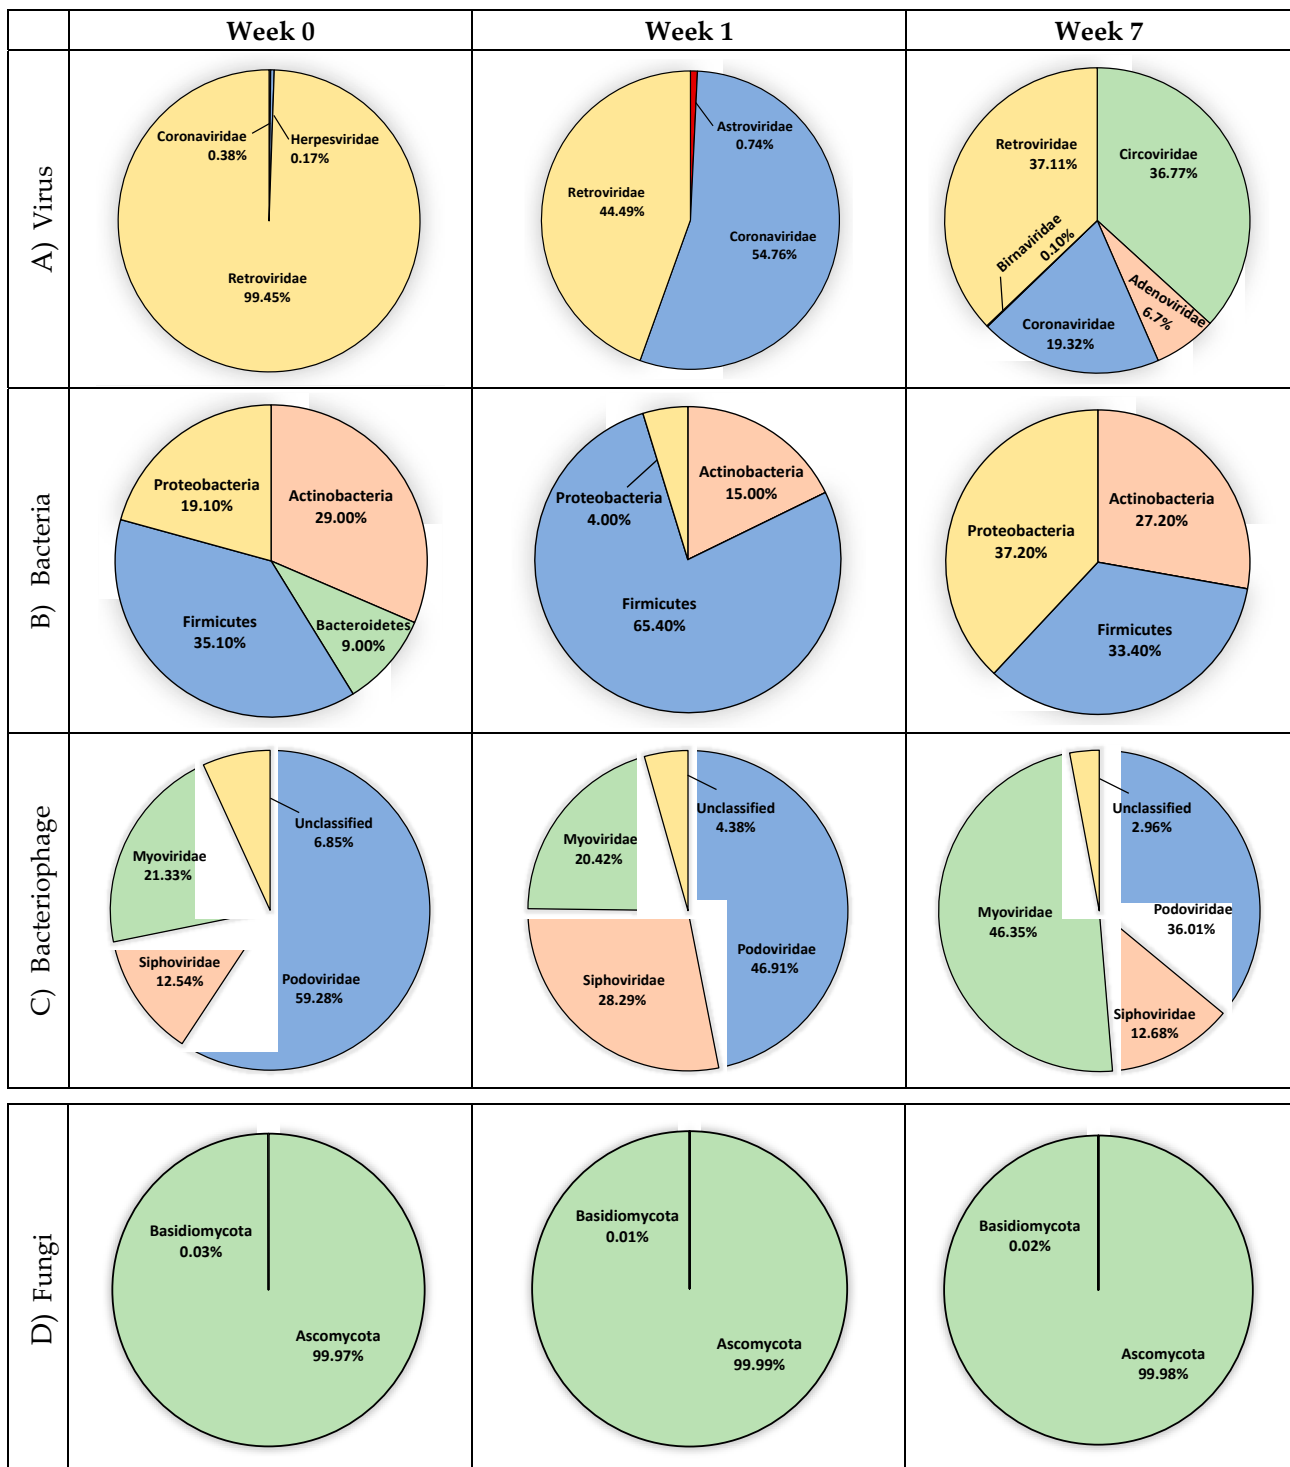 Week 0
Week 1
Week 7
A) Virus
Coronaviridae
0.38%
Herpesviridae
0.17%
Retroviridae
99.45%
Astroviridae
0.74%
Retroviridae
44.49%
Coronaviridae
54.76%
Retroviridae
37.11%
Circoviridae
36.77%
Birnaviridae
0.10%
Adenoviridae
6.7%
Coronaviridae
19.32%
B) Bacteria
Proteobacteria
19.10%
Actinobacteria
29.00%
Firmicutes
35.10%
Bacteroidetes
9.00%
Proteobacteria
4.00%
Actinobacteria
15.00%
Firmicutes
65.40%
Proteobacteria
37.20%
Actinobacteria
27.20%
Firmicutes
33.40%
C) Bacteriophage
Unclassified
6.85%
Myoviridae
21.33%
Siphoviridae
12.54%
Podoviridae
59.28%
Unclassified
4.38%
Myoviridae
20.42%
Siphoviridae
28.29%
Podoviridae
46.91%
Unclassified
2.96%
Myoviridae
46.35%
Podoviridae
36.01%
Siphoviridae
12.68%
D) Fungi
Basidiomycota
0.03%
Ascomycota
99.97%
Basidiomycota
0.01%
Ascomycota
99.99%
Basidiomycota
0.02%
Ascomycota
99.98%